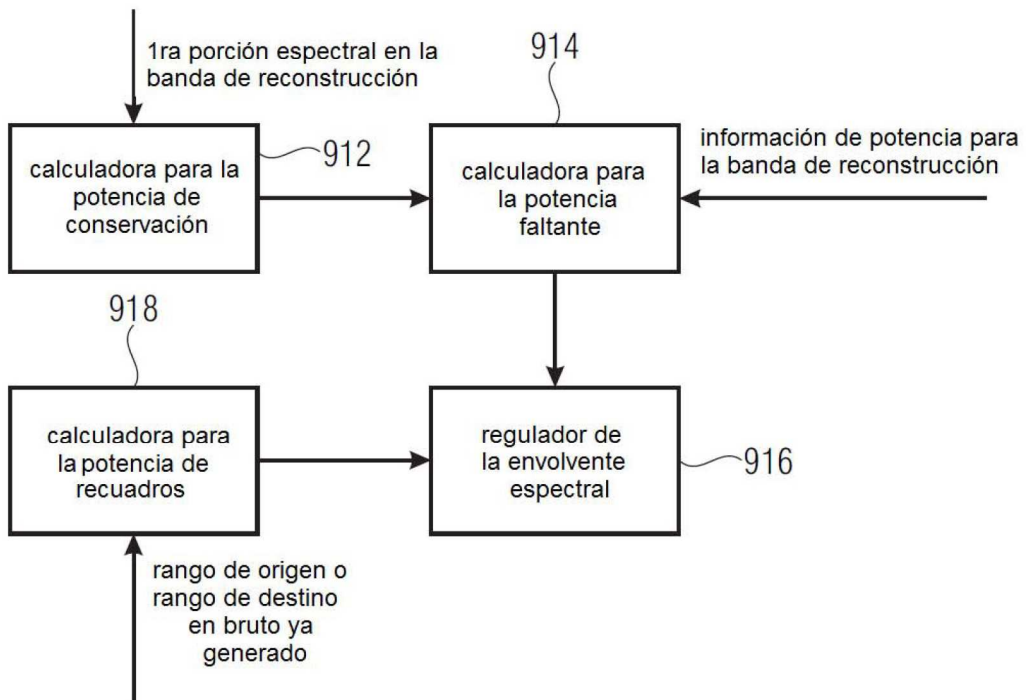 1ra porción espectral en la
banda de reconstrucción
914
912
información de potencia para
la banda de reconstrucción
calculadora para la
potencia de
conservación
calculadora para
la potencia
faltante
918
calculadora para
la potencia de
recuadros
regulador de
la envolvente
espectral
916
rango de origen o
rango de destino
en bruto ya
generado